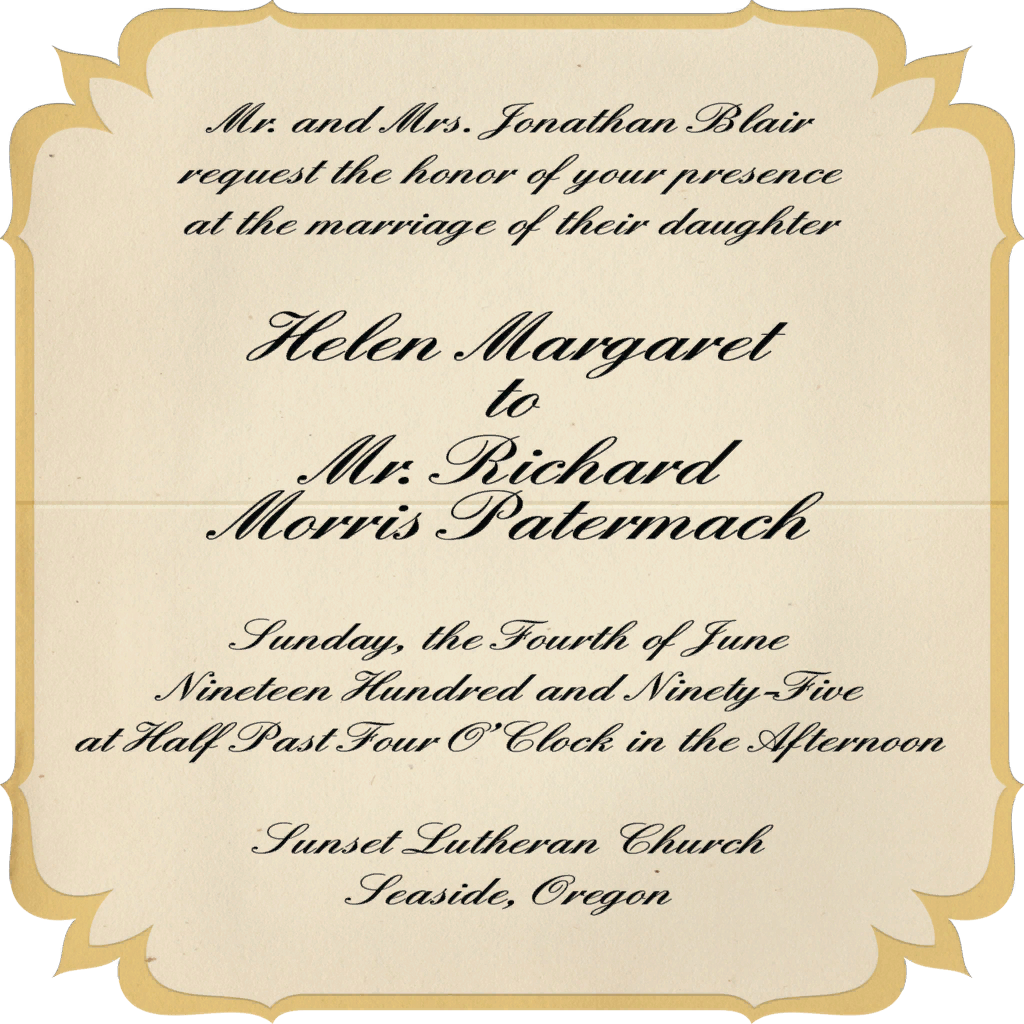 Mr. and Mrs. Jonathan Blair
request the honor of your presence
at the marriage of their daughter
Helen Margaret
to
Mr. Richard
Morris Patermach
Sunday, the Fourth of June
Nineteen Hundred and Ninety-Five
at Half Past Four O'Clock in the Afternoon
Sunset Lutheran Church
Seaside, Oregon